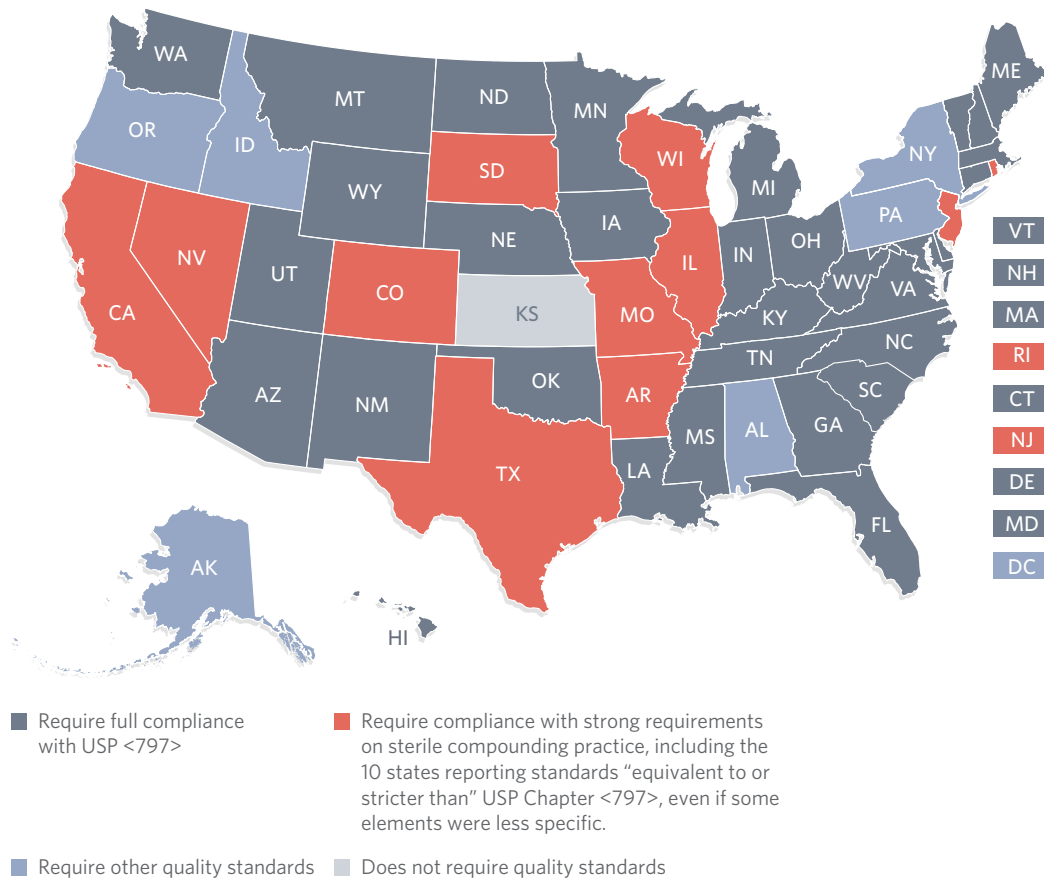 WA
MT
ND
MN
ME
OR
ID
SD
WI
MI
NY
WY
IA
PA
NE
OH
IN
IL
NV
UT
CO
KS
MO
WV
VA
CA
KY
NC
TN
AZ
NM
OK
AR
SC
MS
AL
GA
TX
LA
FL
AK
HI
VT
NH
MA
RI
CT
NJ
DE
MD
DC
Require full compliance
with USP <797>
Require compliance with strong requirements
on sterile compounding practice, including the
10 states reporting standards “equivalent to or
stricter than” USP Chapter <797>, even if some
elements were less specific.
Require other quality standards
Does not require quality standards